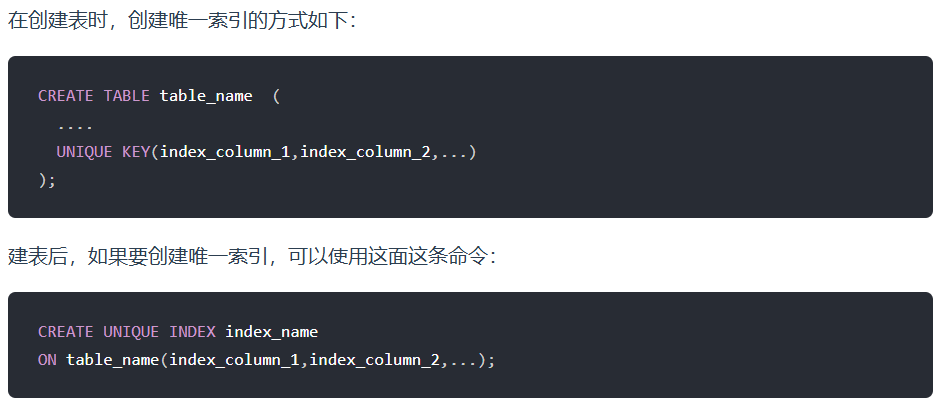 在创建表时，创建唯一索引的方式如下：
CREATE TABLE table_name  (
  ....
  UNIQUE KEY(index_column_1,index_column_2,...)
);
建表后，如果要创建唯一索引，可以使用这面这条命令：
CREATE UNIQUE INDEX index_name
ON table_name(index_column_1,index_column_2,...);